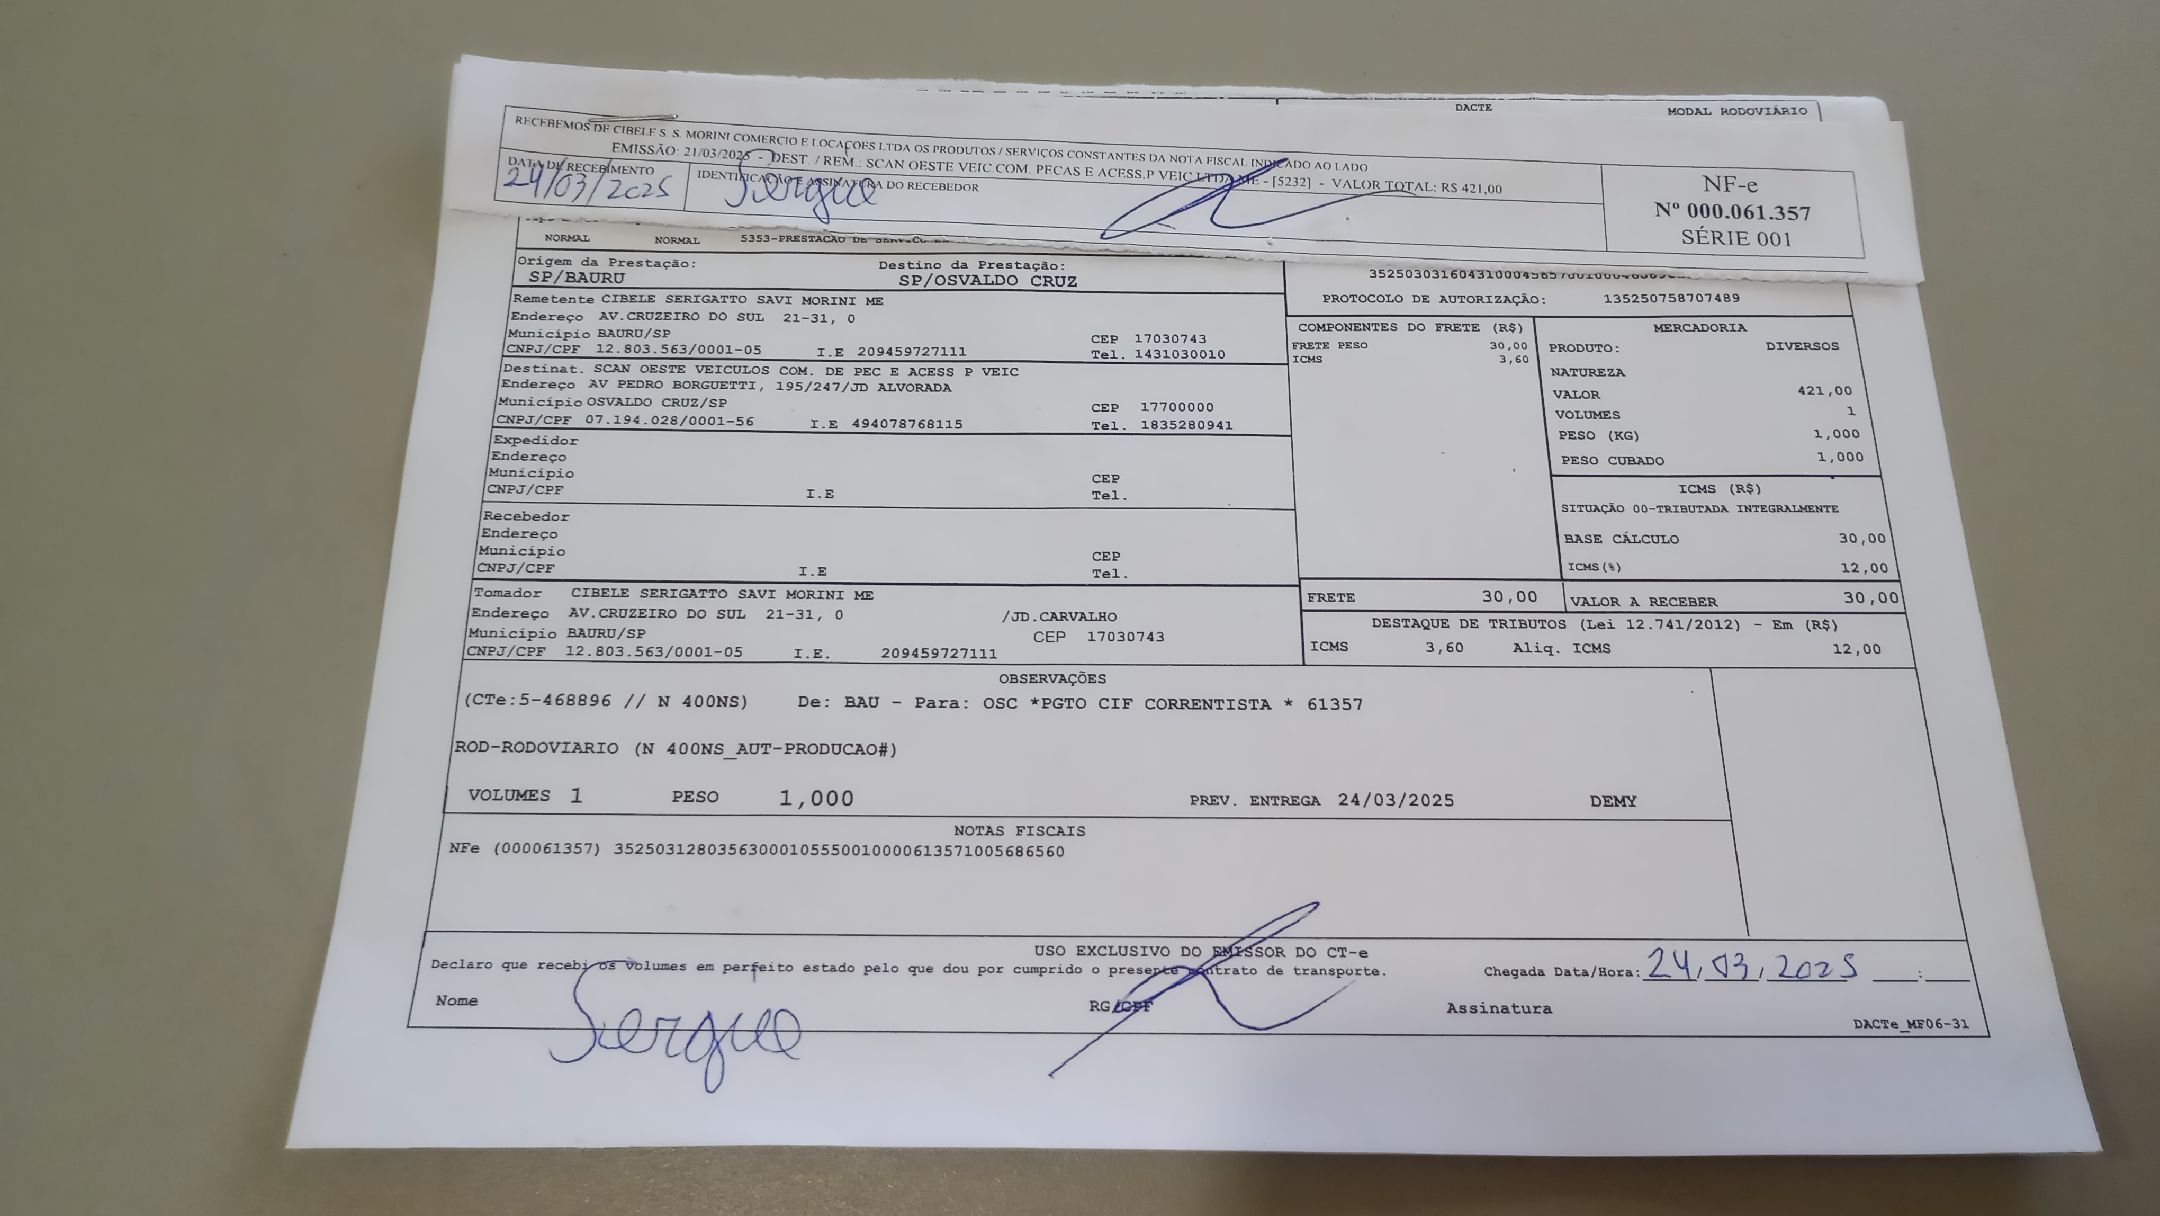 DACTE MODAL RODOVIÁRIO
RECEBEMOS DE CIBELE S. S. MORINI COMERCIO E LOCAÇOES LTDA OS PRODUTOS / SERVIÇOS CONSTANTES DA NOTA FISCAL INDICADO AO LADO
EMISSÃO: 21/03/2025 - DEST. / REM.: SCAN OESTE VEIC.COM. PECAS E ACESS.P VEIC LTDA ME - [5232] - VALOR TOTAL: R$ 421,00
DATA DE RECEBIMENTO IDENTIFICAÇÃO E ASSINATURA DO RECEBEDOR
24/03/2025
NF-e
Nº 000.061.357
SÉRIE 001
NORMAL NORMAL 5353-PRESTAÇÃO DE
Origem da Prestação: Destino da Prestação:
SP/BAURU SP/OSVALDO CRUZ
PROTOCOLO DE AUTORIZAÇÃO: 135250758707489
Remetente CIBELE SERIGATTO SAVI MORINI ME
Endereço AV.CRUZEIRO DO SUL 21-31, 0
Município BAURU/SP CEP 17030743
CNPJ/CPF 12.803.563/0001-05 I.E 209459727111 Tel. 1431030010
Destinat. SCAN OESTE VEICULOS COM. DE PEC E ACESS P VEIC
Endereço AV PEDRO BORGUETTI, 195/247/JD ALVORADA
Município OSVALDO CRUZ/SP CEP 17700000
CNPJ/CPF 07.194.028/0001-56 I.E 494078768115 Tel. 1835280941
Expedidor
Endereço
Município CEP
CNPJ/CPF I.E Tel.
Recebedor
Endereço
Município CEP
CNPJ/CPF I.E Tel.
Tomador CIBELE SERIGATTO SAVI MORINI ME
Endereço AV.CRUZEIRO DO SUL 21-31, 0 /JD.CARVALHO
Município BAURU/SP CEP 17030743
CNPJ/CPF 12.803.563/0001-05 I.E. 209459727111
COMPONENTES DO FRETE (R$)
FRETE PESO 30,00
ICMS 3,60
MERCADORIA
PRODUTO: DIVERSOS
NATUREZA
VALOR 421,00
VOLUMES 1
PESO (KG) 1,000
PESO CUBADO 1,000
ICMS (R$)
SITUAÇÃO 00-TRIBUTADA INTEGRALMENTE
BASE CÁLCULO 30,00
ICMS(%) 12,00
FRETE 30,00 VALOR A RECEBER 30,00
DESTAQUE DE TRIBUTOS (Lei 12.741/2012) - Em (R$)
ICMS 3,60 Aliq. ICMS 12,00
OBSERVAÇÕES
(CTe:5-468896 // N 400NS) De: BAU - Para: OSC *PGTO CIF CORRENTISTA * 61357
ROD-RODOVIARIO (N 400NS_AUT-PRODUCAO#)
VOLUMES 1 PESO 1,000 PREV. ENTREGA 24/03/2025 DEMY
NOTAS FISCAIS
NFe (000061357) 35250312803563000105550010000613571005686560
USO EXCLUSIVO DO EMISSOR DO CT-e
Declaro que recebi os volumes em perfeito estado pelo que dou por cumprido o presente contrato de transporte. Chegada Data/Hora: 24/03/2025 :
Nome RG/CPF Assinatura
DACTe_MF06-31